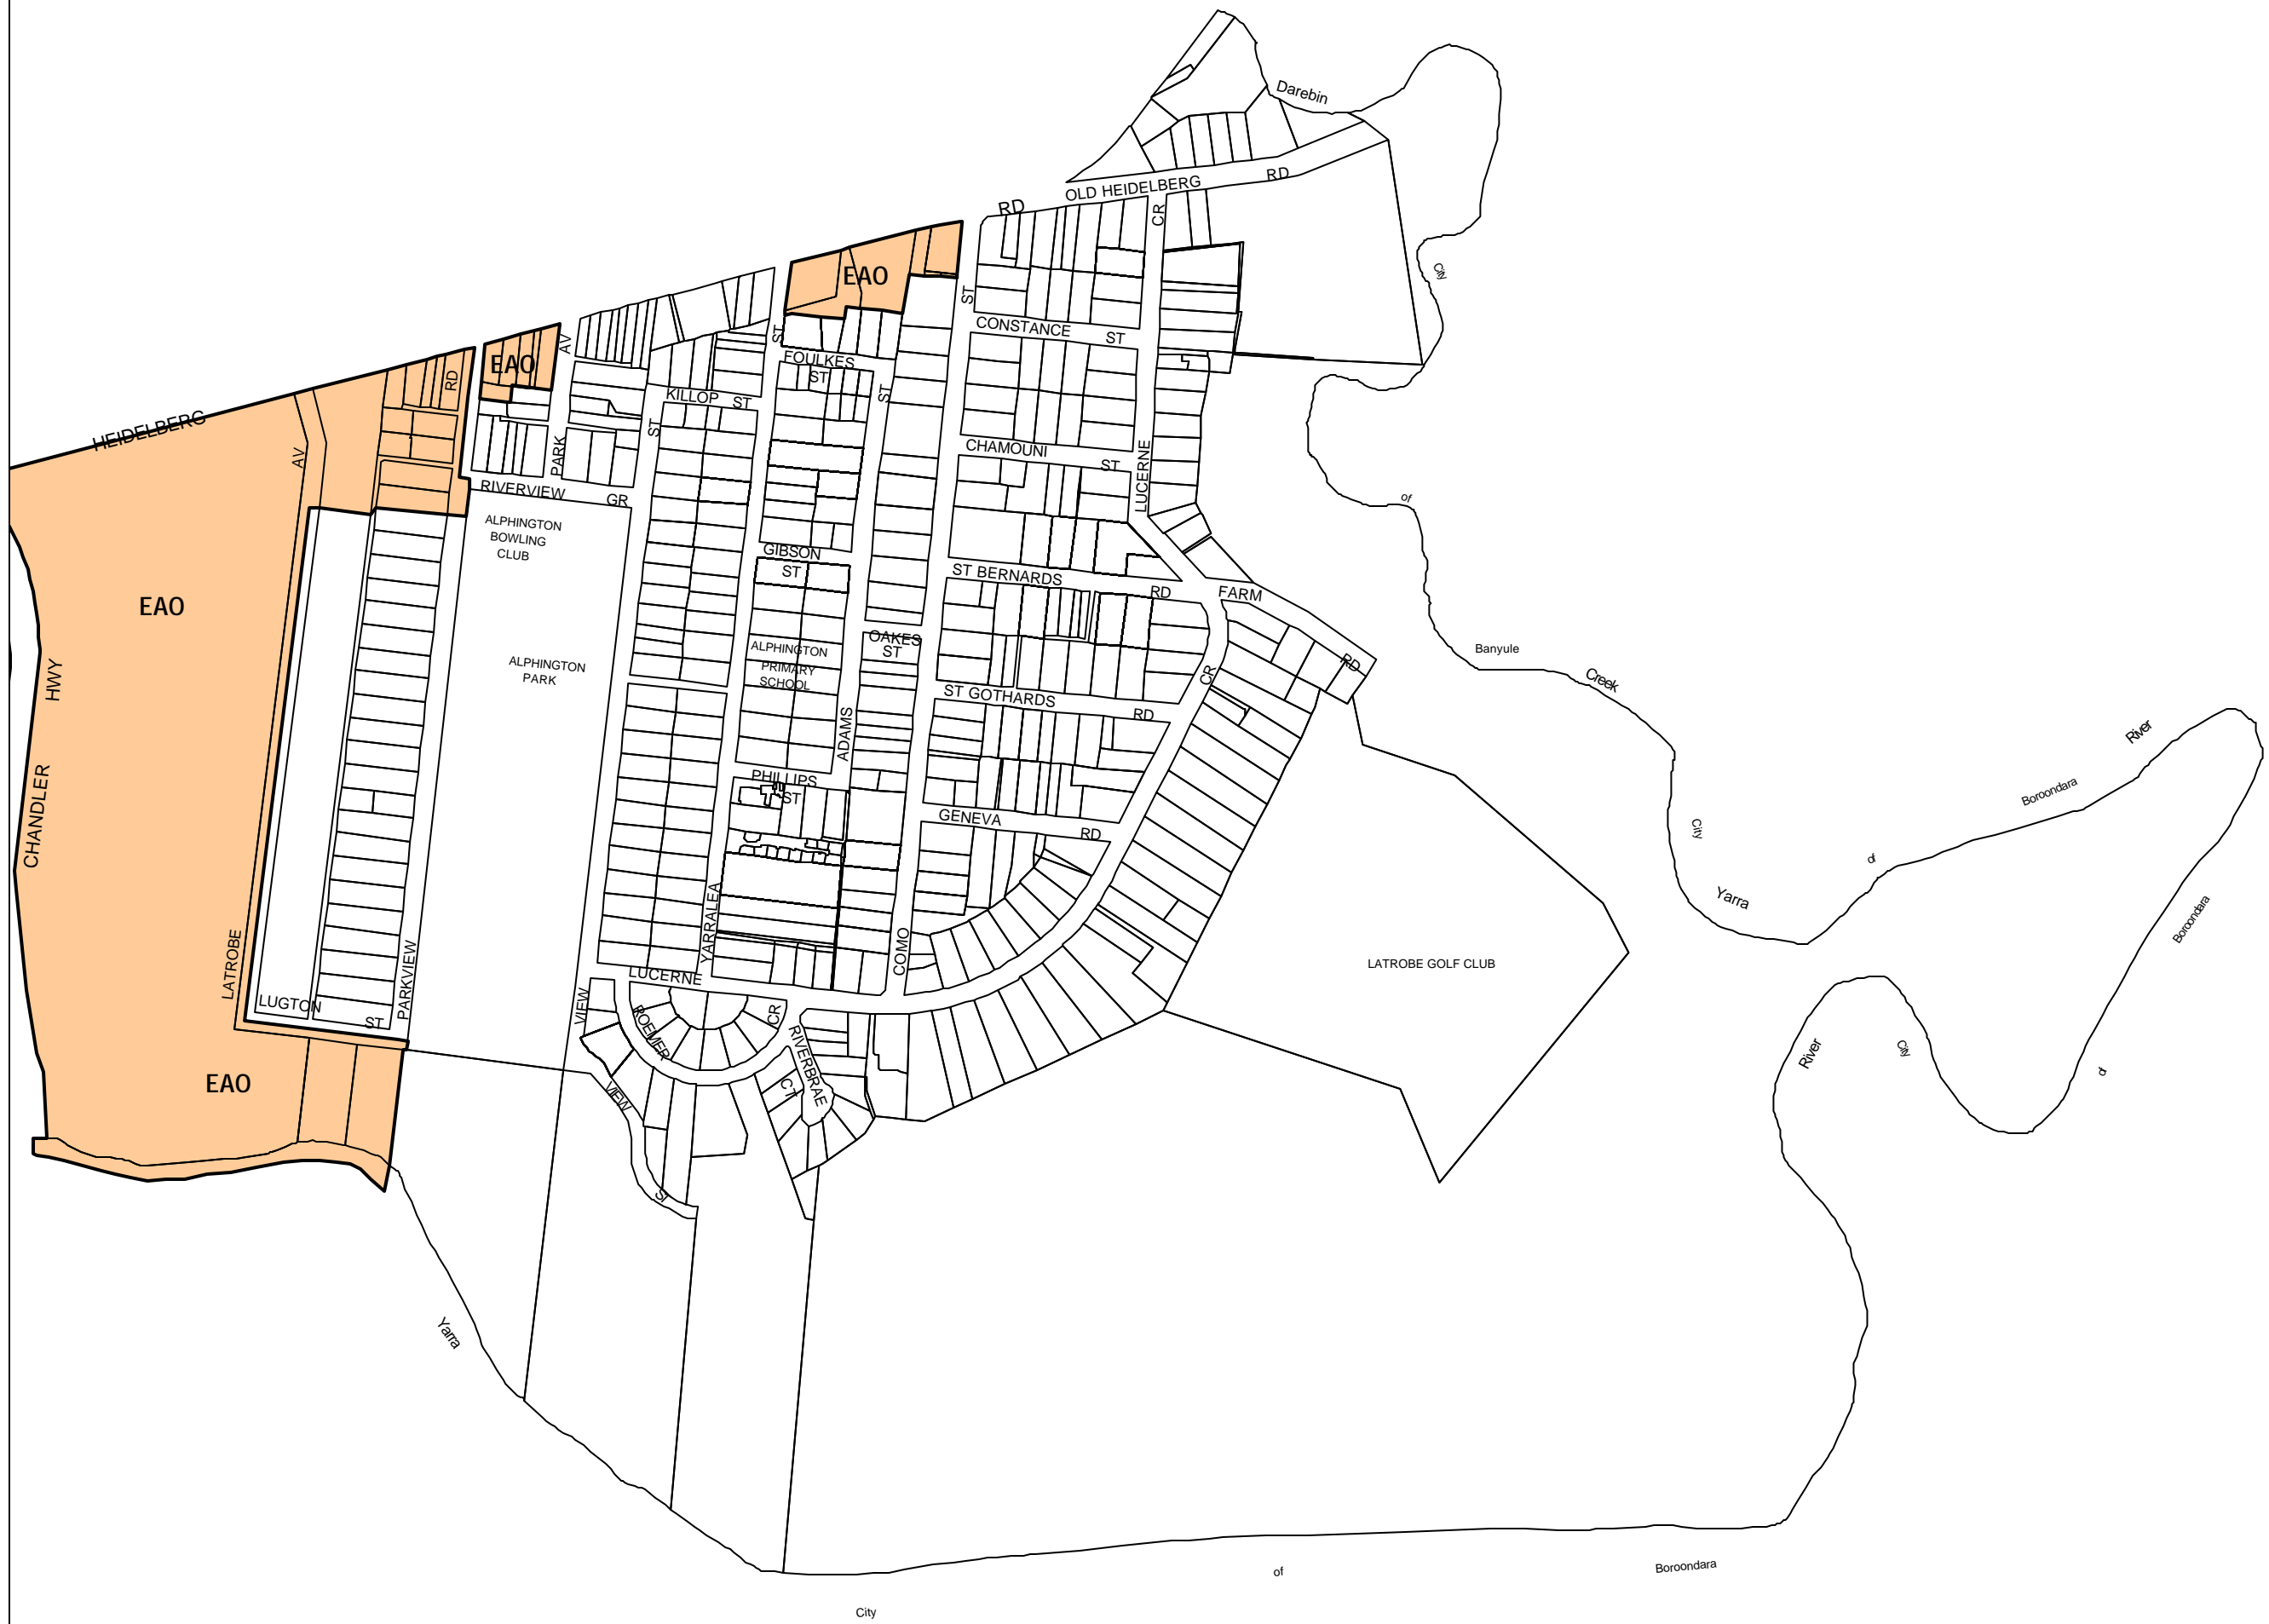 Darebin
OLD HEIDELBERG
RD
RD
CR
City
EAO
ST
CONSTANCE
ST
ST
AV
FOULKES
ST
EAO
RD
KILLOP ST
ST
HEIDELBERG
ST
AV
PARK
CHAMOUNI
ST
LUCERNE
RIVERVIEW
GR
of
ALPHINGTON
BOWLING
CLUB
GIBSON
ST
ST BERNARDS
RD
FARM
EAO
OAKES
ST
ALPHINGTON
PRIMARY
SCHOOL
ALPHINGTON
PARK
Banyule
RD
CR
Creek
HWY
ST GOTHARDS
RD
ADAMS
River
PHILLIPS
ST
Boroondara
CHANDLER
GENEVA
RD
City
of
Yarra
YARRALEA
Boroondara
COMO
LATROBE
PARKVIEW
LATROBE GOLF CLUB
LUCERNE
LUGTON
ST
VIEW
ROEMER
CR
RIVERBRAE
CT
River
City
of
EAO
VIEW
ST
Yarra
of
Boroondara
City